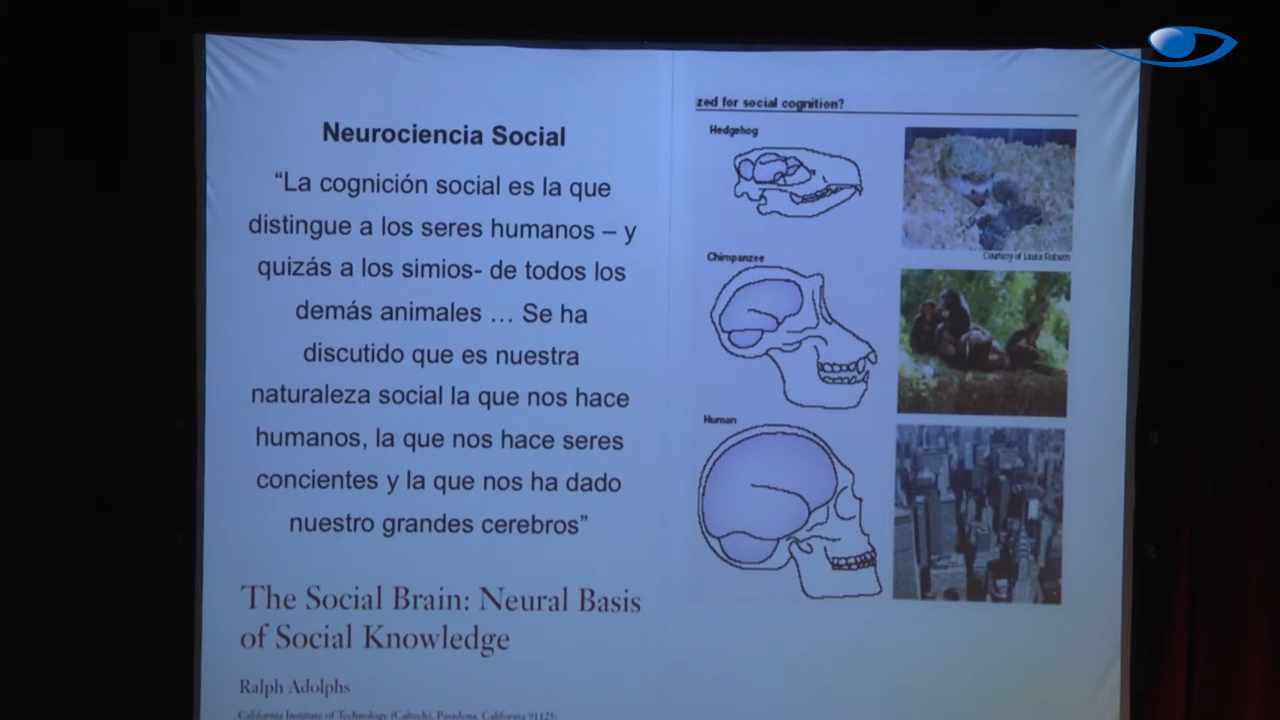 Neurociencia Social
“La cognición social es la que
distingue a los seres humanos – y
quizás a los simios- de todos los
demás animales … Se ha
discutido que es nuestra
naturaleza social la que nos hace
humanos, la que nos hace seres
concientes y la que nos ha dado
nuestro grandes cerebros”
The Social Brain: Neural Basis
of Social Knowledge
Ralph Adolphs
California Institute of Technology (Caltech), Pasadena, California 91125;
zed for social cognition?
Hedgehog
Courtesy of Laura Roberts
Chimpanzee
Human